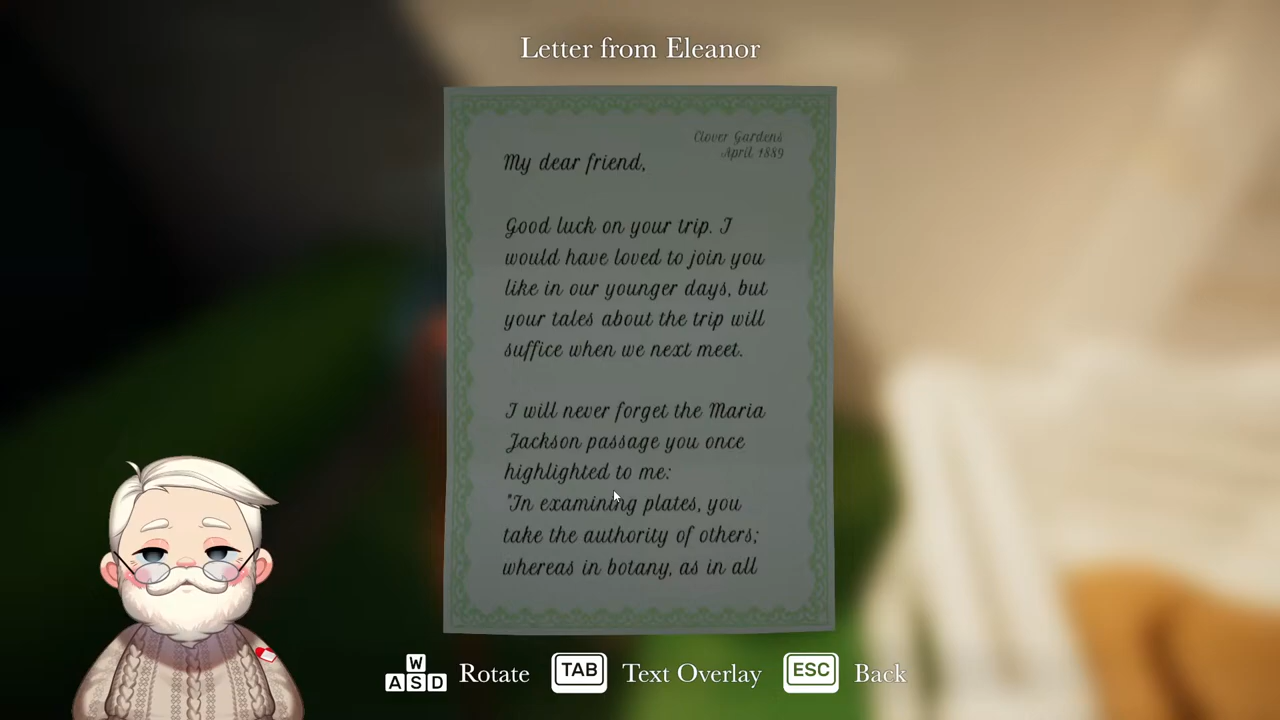 Letter from Eleanor
Clover Gardens
April 1889
My dear friend,
Good luck on your trip. I
would have loved to join you
like in our younger days, but
your tales about the trip will
suffice when we next meet.
I will never forget the Maria
Jackson passage you once
highlighted to me:
"In examining plates, you
take the authority of others;
whereas in botany, as in all
W
A S D Rotate TAB Text Overlay ESC Back